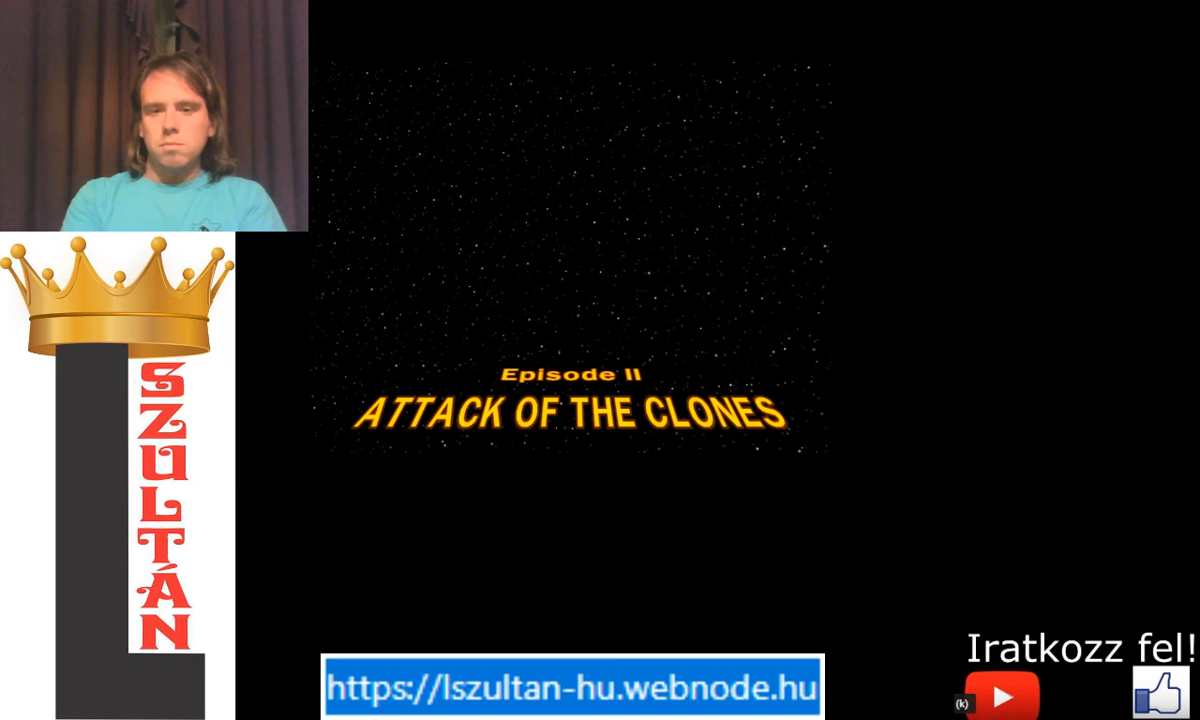 Episode II
ATTACK OF THE CLONES
L
SZULTÁN
https://lszultan-hu.webnode.hu
Iratkozz fel!
(k)